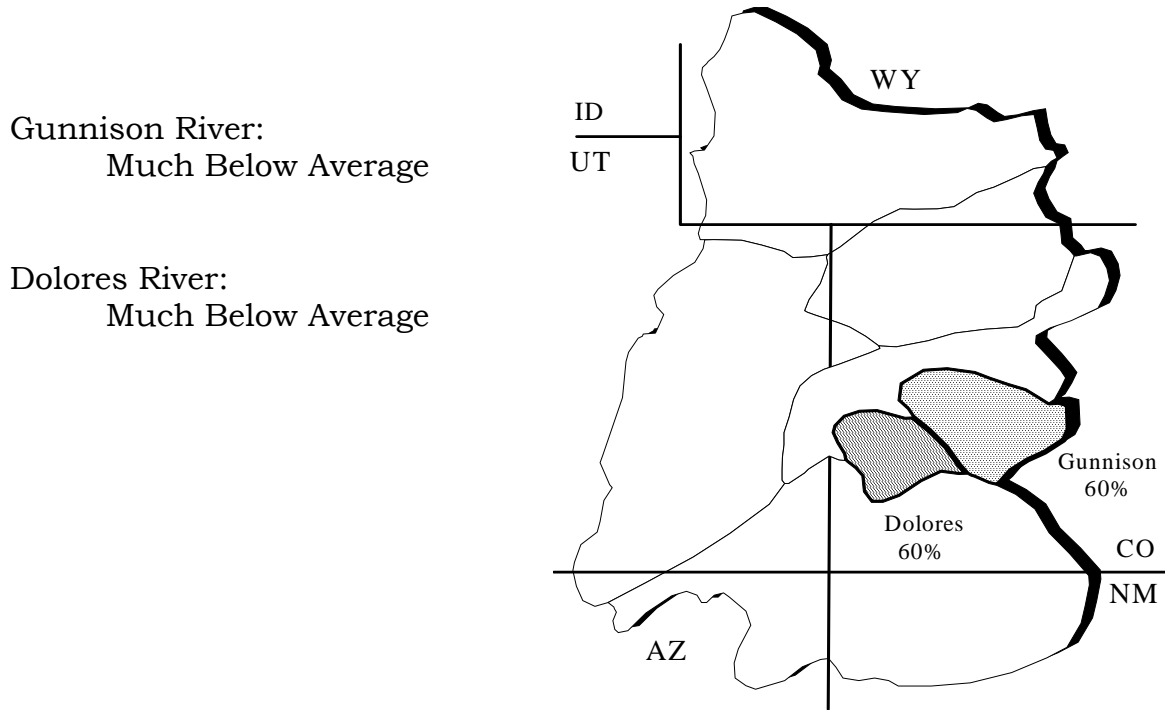 Gunnison River:
Much Below Average
Dolores River:
Much Below Average
WY
ID
UT
Gunnison
60%
Dolores
60%
CO
NM
AZ